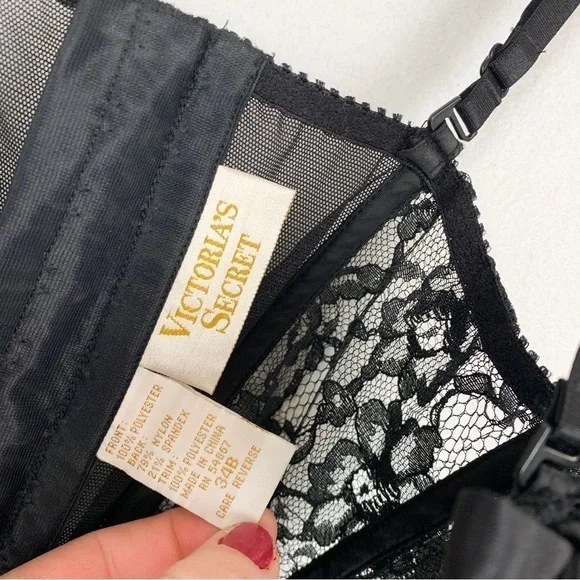 VICTORIA'S
SECRET
FRONT:
100% POLYESTER
BACK:
79% NYLON
21% SPANDEX
TRIM:
100% POLYESTER
MADE IN CHINA
RN 54867
34B
CARE REVERSE